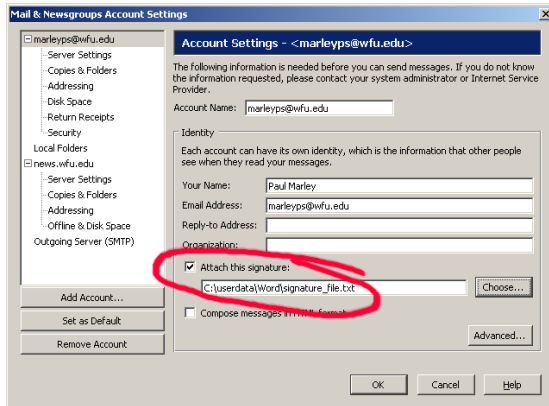 Mail & Newsgroups Account Settings
marleyps@wfu.edu
Server Settings
Copies & Folders
Addressing
Disk Space
Return Receipts
Security
Local Folders
news.wfu.edu
Server Settings
Copies & Folders
Addressing
Offline & Disk Space
Outgoing Server (SMTP)
Add Account...
Set as Default
Remove Account
Account Settings - <marleyps@wfu.edu>
The following information is needed before you can send messages. If you do not know
the information requested, please contact your system administrator or Internet Service
Provider.
Account Name: marleyps@wfu.edu
Identity
Each account can have its own identity, which is the information that other people
see when they read your messages.
Your Name: Paul Marley
Email Address: marleyps@wfu.edu
Reply-to Address:
Organization:
Attach this signature:
C:\userdata\Word\signature_file.txt Choose...
Compose messages in HTML format
Advanced...
OK Cancel Help